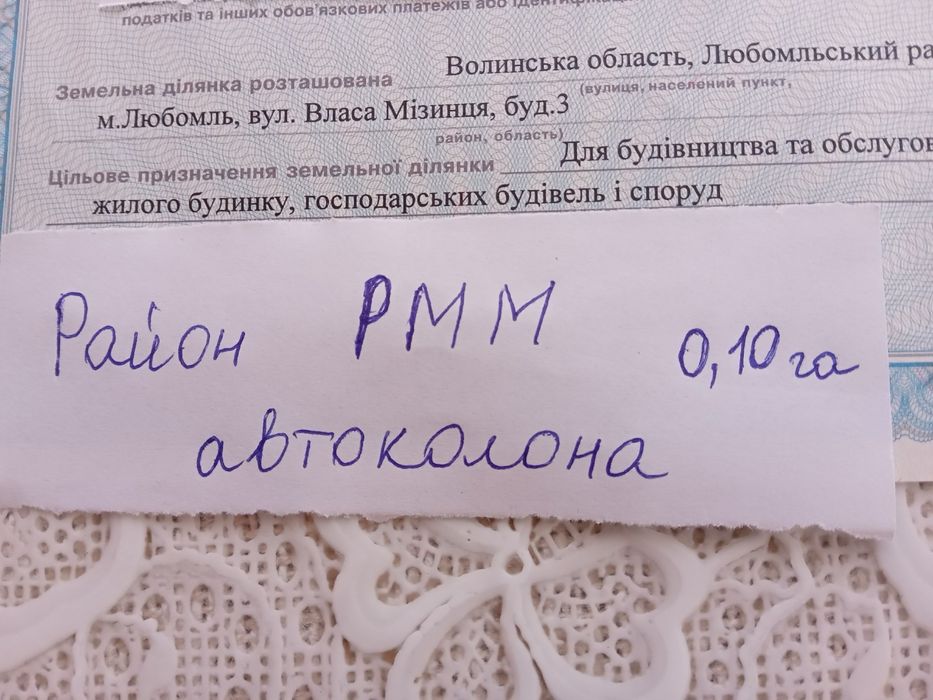 податків та інших обов'язкових платежів або
Волинська область, Любомльський ра
Земельна ділянка розташована
(вулиця, населений пункт,
м.Любомль, вул. Власа Мізинця, буд.3
район, область)
Для будівництва та обслугов
Цільове призначення земельної ділянки
жилого будинку, господарських будівель і споруд
Район РММ 0,10 га
автоколона